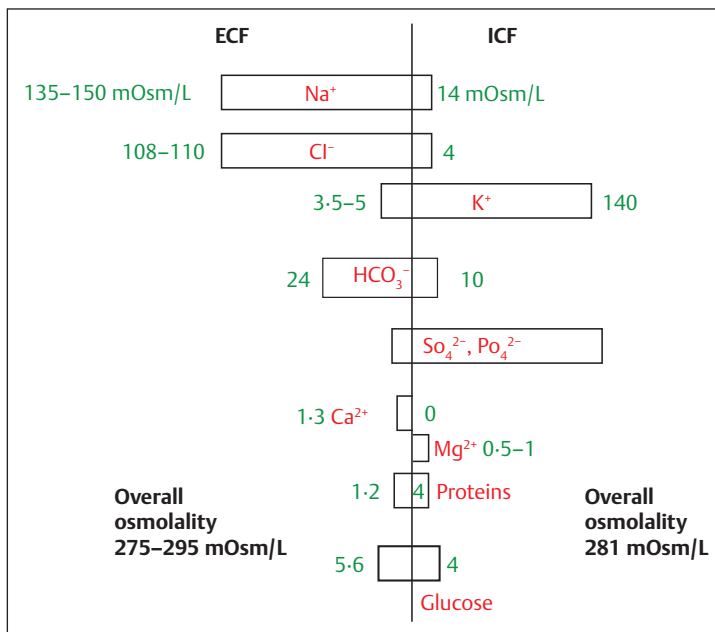 ECF ICF
135–150 mOsm/L Na⁺ 14 mOsm/L
108–110 Cl⁻ 4
3·5–5 K⁺ 140
24 HCO₃⁻ 10
So₄²⁻, Po₄²⁻
1·3 Ca²⁺ 0
Mg²⁺ 0·5–1
1·2 4 Proteins
Overall
osmolality
275–295 mOsm/L
Overall
osmolality
281 mOsm/L
5·6 4
Glucose